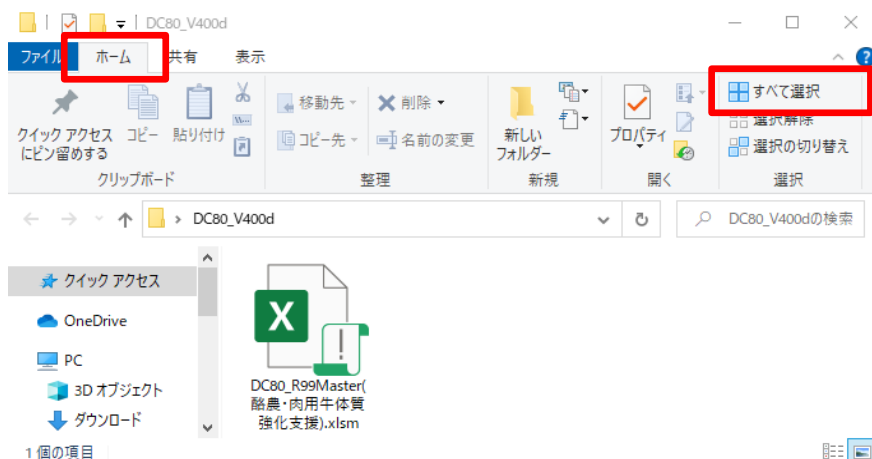 DC80_V400d
ファイル ホーム 共有 表示
クイック アクセス
にピン留めする
コピー
貼り付け
移動先
コピー先
削除
名前の変更
新しい
フォルダー
プロパティ
すべて選択
選択解除
選択の切り替え
クリップボード 整理 新規 開く 選択
DC80_V400d
DC80_V400dの検索
クイック アクセス
OneDrive
PC
3D オブジェクト
ダウンロード
DC80_R99Master(
酪農・肉用牛体質
強化支援).xlsm
1 個の項目